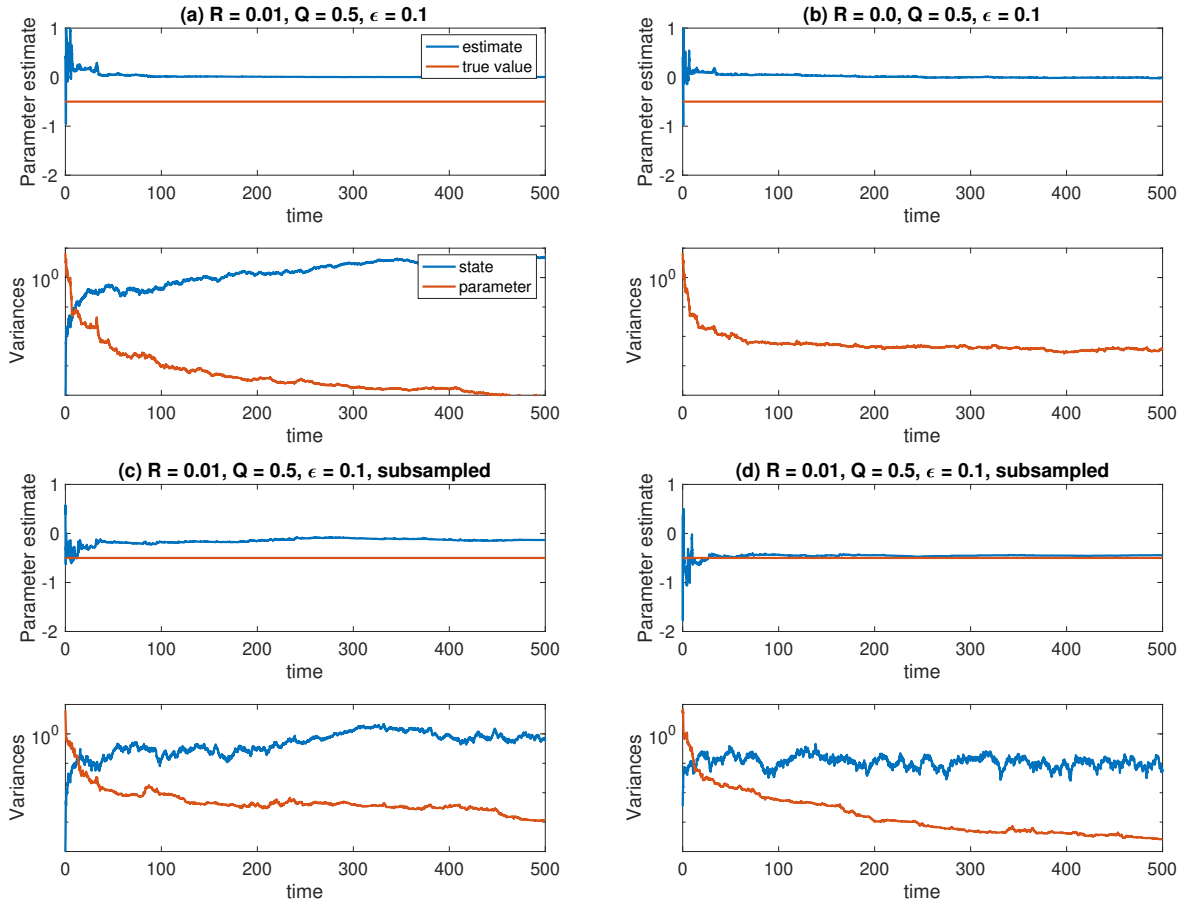 (a) R = 0.01, Q = 0.5, ϵ = 0.1
Parameter estimate
1
0
-1
-2
estimate
true value
0 100 200 300 400 500
time
Variances
10^0
state
parameter
0 100 200 300 400 500
time
(b) R = 0.0, Q = 0.5, ϵ = 0.1
Parameter estimate
1
0
-1
-2
0 100 200 300 400 500
time
Variances
10^0
0 100 200 300 400 500
time
(c) R = 0.01, Q = 0.5, ϵ = 0.1, subsampled
Parameter estimate
1
0
-1
-2
0 100 200 300 400 500
time
Variances
10^0
0 100 200 300 400 500
time
(d) R = 0.01, Q = 0.5, ϵ = 0.1, subsampled
Parameter estimate
1
0
-1
-2
0 100 200 300 400 500
time
Variances
10^0
0 100 200 300 400 500
time